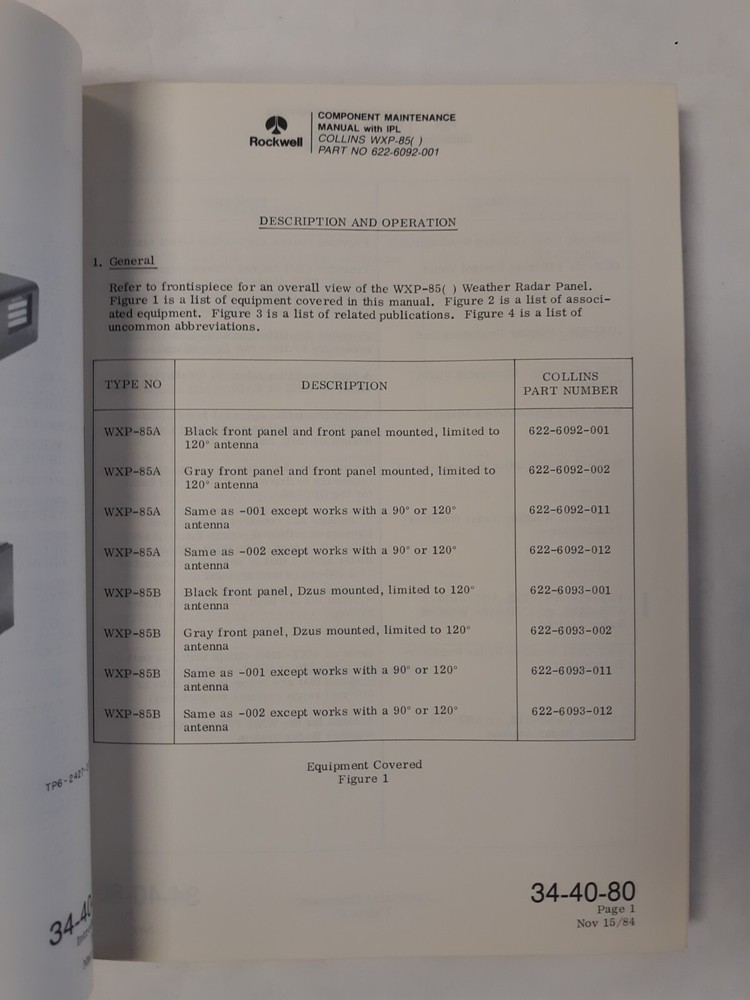 Rockwell
COMPONENT MAINTENANCE
MANUAL with IPL
COLLINS WXP-85( )
PART NO 622-6092-001
DESCRIPTION AND OPERATION
1. General
Refer to frontispiece for an overall view of the WXP-85( ) Weather Radar Panel.
Figure 1 is a list of equipment covered in this manual. Figure 2 is a list of associ-
ated equipment. Figure 3 is a list of related publications. Figure 4 is a list of
uncommon abbreviations.
TYPE NO DESCRIPTION COLLINS
PART NUMBER
WXP-85A Black front panel and front panel mounted, limited to 622-6092-001
120° antenna
WXP-85A Gray front panel and front panel mounted, limited to 622-6092-002
120° antenna
WXP-85A Same as -001 except works with a 90° or 120° 622-6092-011
antenna
WXP-85A Same as -002 except works with a 90° or 120° 622-6092-012
antenna
WXP-85B Black front panel, Dzus mounted, limited to 120° 622-6093-001
antenna
WXP-85B Gray front panel, Dzus mounted, limited to 120° 622-6093-002
antenna
WXP-85B Same as -001 except works with a 90° or 120° 622-6093-011
antenna
WXP-85B Same as -002 except works with a 90° or 120° 622-6093-012
antenna
Equipment Covered
Figure 1
34-40-80
Page 1
Nov 15/84